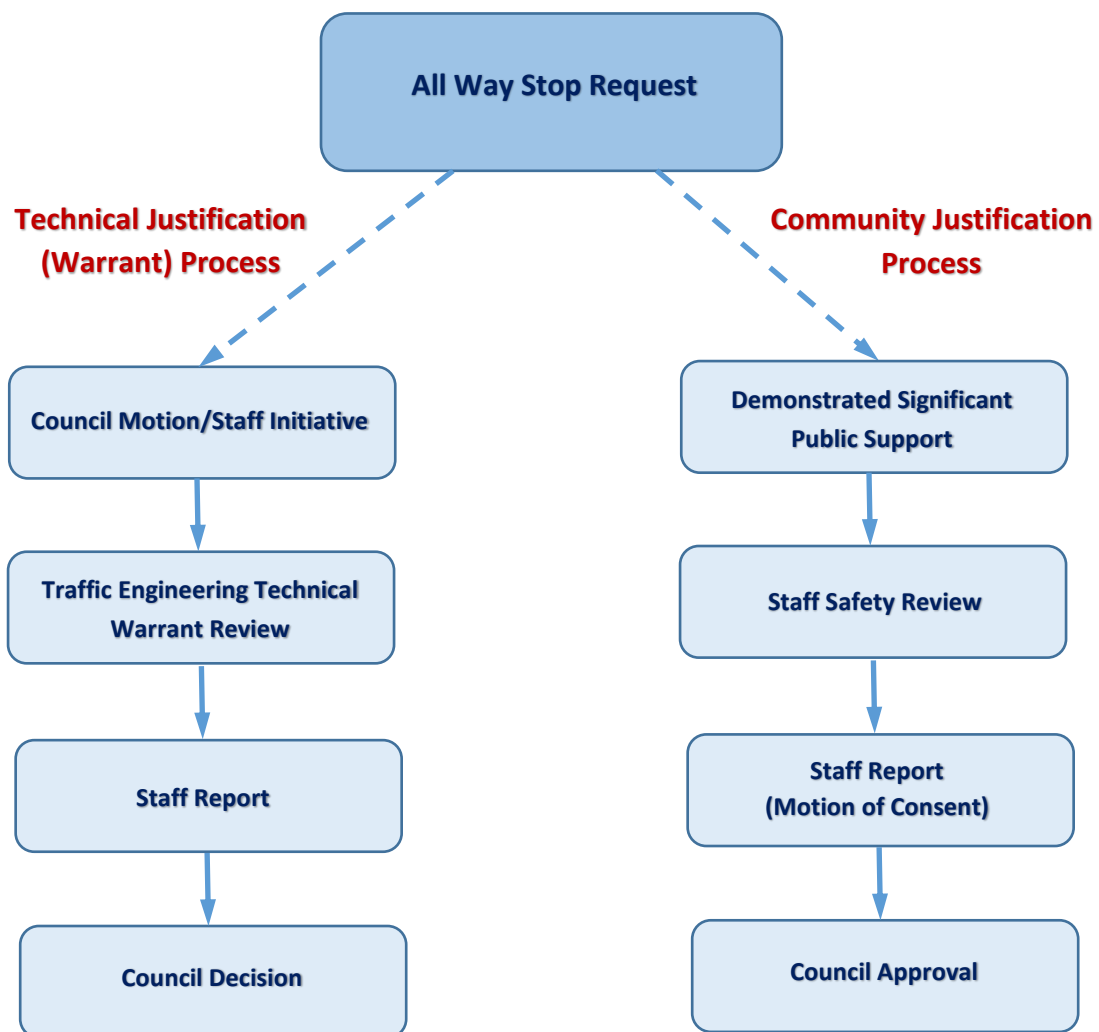 All Way Stop Request
Technical Justification
(Warrant) Process
Community Justification
Process
Council Motion/Staff Initiative
Demonstrated Significant
Public Support
Traffic Engineering Technical
Warrant Review
Staff Safety Review
Staff Report
Staff Report
(Motion of Consent)
Council Decision
Council Approval